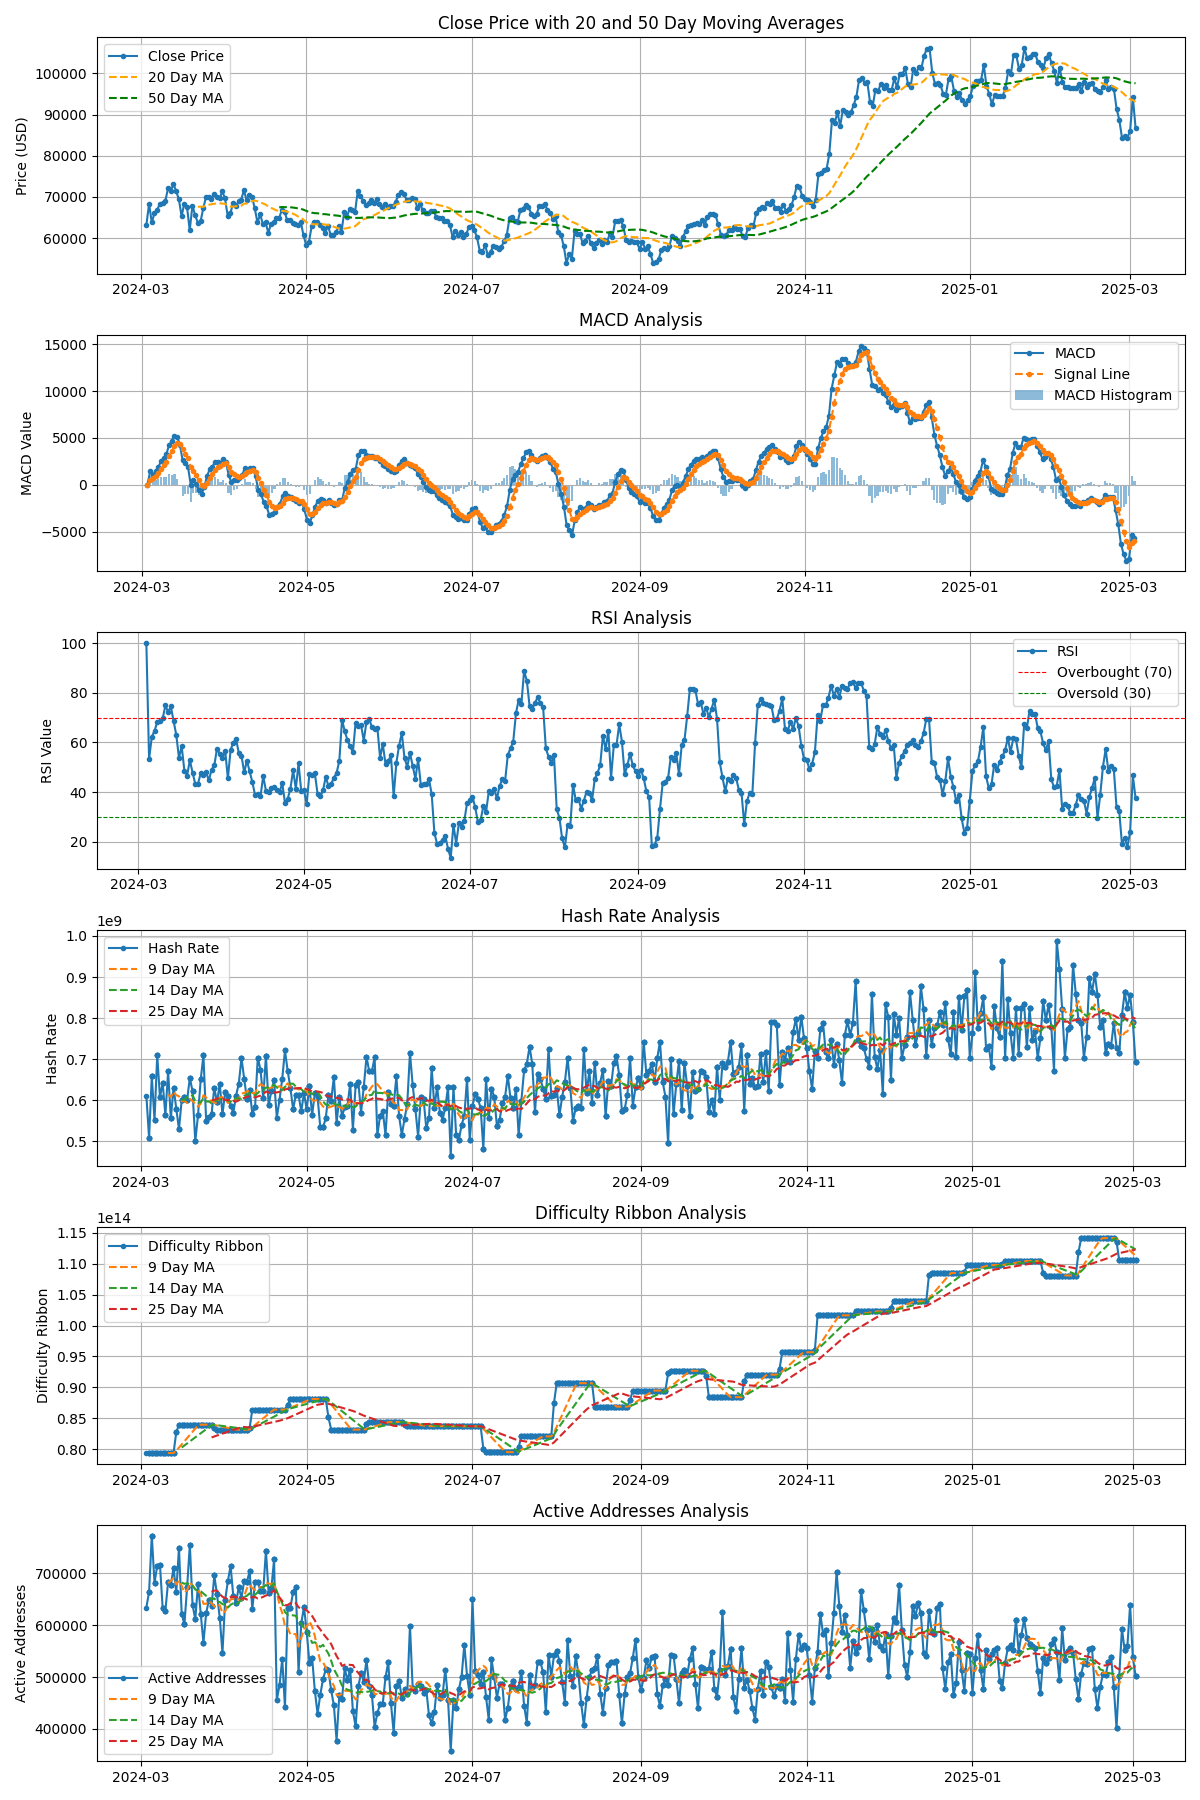 Close Price with 20 and 50 Day Moving Averages
Price (USD)
100000
90000
80000
70000
60000
Close Price
20 Day MA
50 Day MA
2024-03 2024-05 2024-07 2024-09 2024-11 2025-01 2025-03
MACD Analysis
MACD Value
15000
10000
5000
0
−5000
MACD
Signal Line
MACD Histogram
2024-03 2024-05 2024-07 2024-09 2024-11 2025-01 2025-03
RSI Analysis
RSI Value
100
80
60
40
20
RSI
Overbought (70)
Oversold (30)
2024-03 2024-05 2024-07 2024-09 2024-11 2025-01 2025-03
Hash Rate Analysis
1e9
Hash Rate
1.0
0.9
0.8
0.7
0.6
0.5
Hash Rate
9 Day MA
14 Day MA
25 Day MA
2024-03 2024-05 2024-07 2024-09 2024-11 2025-01 2025-03
Difficulty Ribbon Analysis
1e14
Difficulty Ribbon
1.15
1.10
1.05
1.00
0.95
0.90
0.85
0.80
Difficulty Ribbon
9 Day MA
14 Day MA
25 Day MA
2024-03 2024-05 2024-07 2024-09 2024-11 2025-01 2025-03
Active Addresses Analysis
Active Addresses
700000
600000
500000
400000
Active Addresses
9 Day MA
14 Day MA
25 Day MA
2024-03 2024-05 2024-07 2024-09 2024-11 2025-01 2025-03